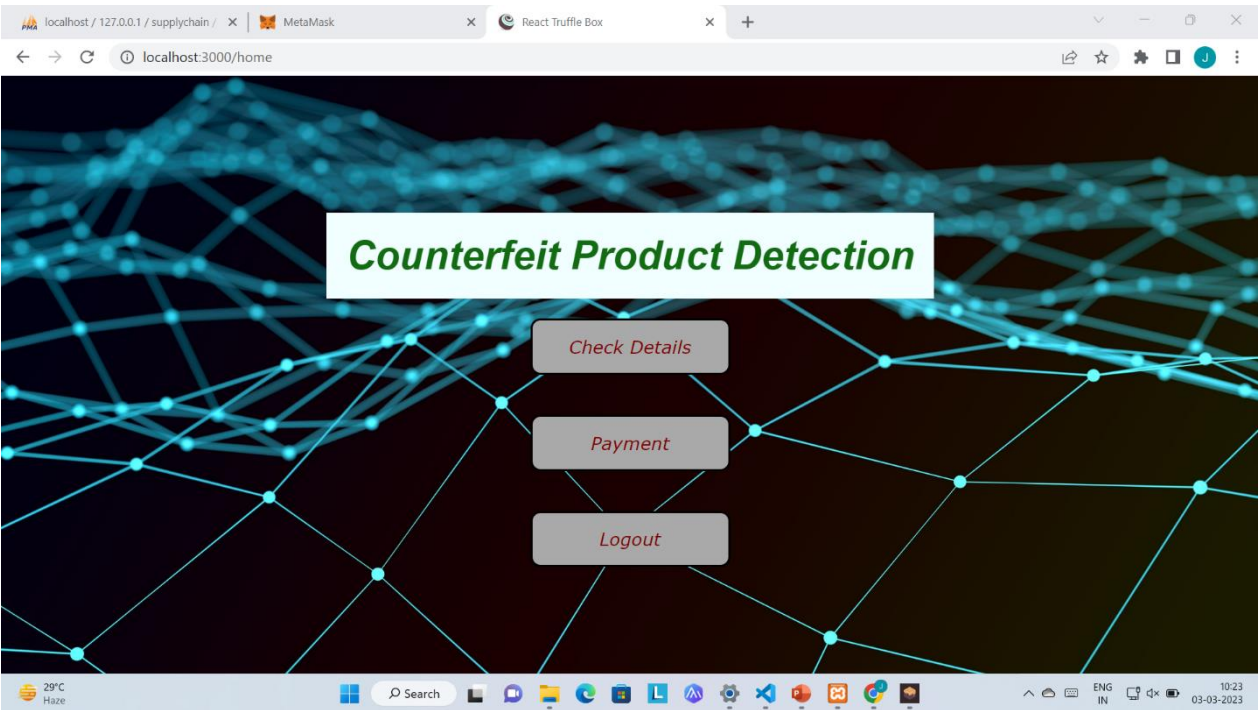 localhost / 127.0.0.1 / supplychain /
MetaMask
React Truffle Box
localhost:3000/home
J
Counterfeit Product Detection
Check Details
Payment
Logout
29°C
Haze
Search
ENG
IN
10:23
03-03-2023